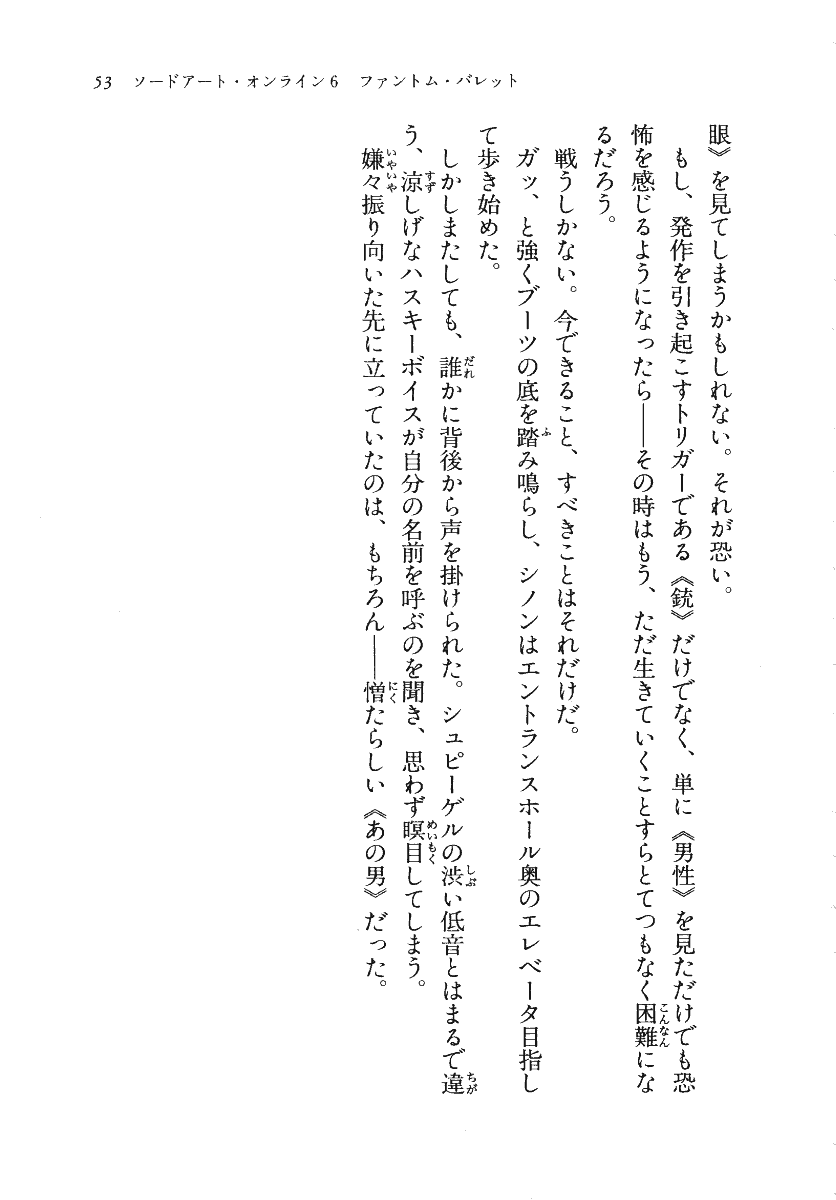 53　ソードアート・オンライン6　ファントム・バレット
眼》を見てしまうかもしれない。それが恐い。
　もし、発作を引き起こすトリガーである《銃》だけでなく、単に《男性》を見ただけでも恐
怖を感じるようになったら――その時はもう、ただ生きていくことすらとてつもなく困難にな
るだろう。
　戦うしかない。今できること、すべきことはそれだけだ。
　ガッ、と強くブーツの底を踏み鳴らし、シノンはエントランスホール奥のエレベータ目指し
て歩き始めた。
　しかしまたしても、誰かに背後から声を掛けられた。シュピーゲルの渋い低音とはまるで違
う、涼しげなハスキーボイスが自分の名前を呼ぶのを聞き、思わず瞑目してしまう。
　嫌々振り向いた先に立っていたのは、もちろん――憎たらしい《あの男》だった。